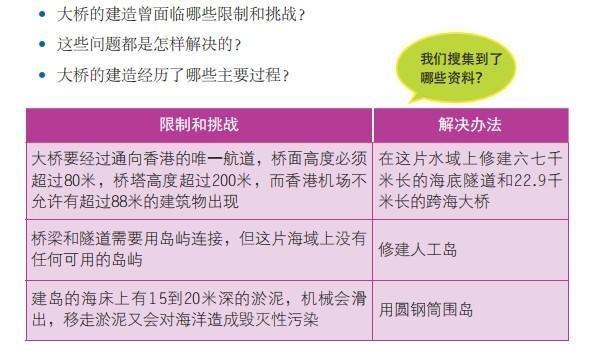 • 大桥的建造曾面临哪些限制和挑战？
• 这些问题都是怎样解决的？
• 大桥的建造经历了哪些主要过程？
我们搜集到了
哪些资料？
限制和挑战
解决办法
大桥要经过通向香港的唯一航道，桥面高度必须
超过80米，桥塔高度超过200米，而香港机场不
允许有超过88米的建筑物出现
在这片水域上修建六七千
米长的海底隧道和22.9千
米长的跨海大桥
桥梁和隧道需要用岛屿连接，但这片海域上没有
任何可用的岛屿
修建人工岛
建岛的海床上有15到20米深的淤泥，机械会滑
出，移走淤泥又会对海洋造成毁灭性污染
用圆钢筒围岛